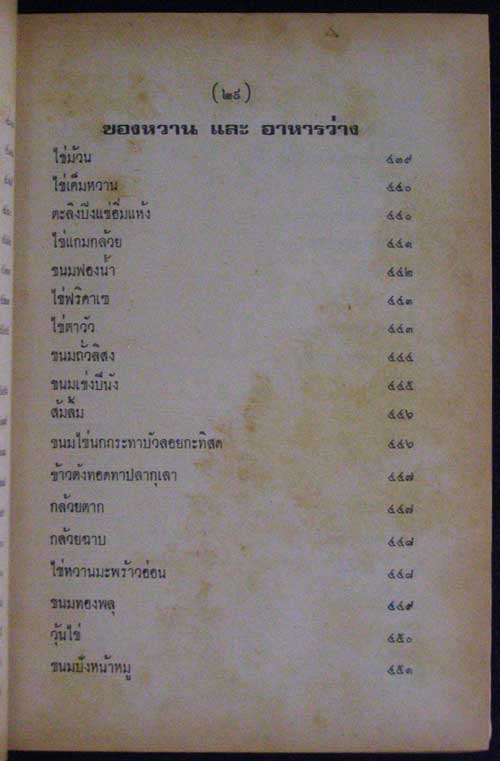 ของหวาน และ อาหารว่าง
ไข่ม้วน ๔๓๙
ไข่เค็มหวาน ๔๔๐
ตะลิงปิงแช่อิ่มแห้ง ๔๔๐
ไข่แกมกล้วย ๔๔๑
ขนมฟองน้ำ ๔๔๒
ไข่ฟริคาเซ ๔๔๓
ไข่ตาวัว ๔๔๓
ขนมถั่วลิสง ๔๔๔
ขนมเข่งปีนัง ๔๔๕
ส้มลิ้ม ๔๔๖
ขนมไข่นกกระทาบัวลอยกะทิสด ๔๔๖
ข้าวตังทอดทาปลากุเลา ๔๔๗
กล้วยตาก ๔๔๗
กล้วยฉาบ ๔๔๘
ไข่หวานมะพร้าวอ่อน ๔๔๘
ขนมทองพลุ ๔๔๙
วุ้นไข่ ๔๕๐
ขนมปังหน้าหมู ๔๕๑